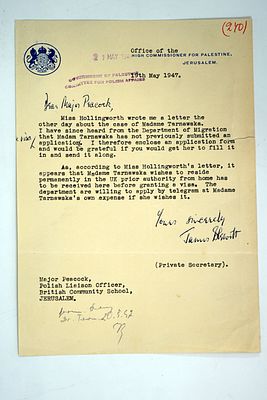 (240)
Office of the
HIGH COMMISSIONER FOR PALESTINE,
JERUSALEM.
21 MAY
GOVERNMENT OF PALESTINE
COMMITTEE FOR POLISH AFFAIRS
19th May 1947.
Dear Major Peacock,
Miss Hollingworth wrote me a letter the
other day about the case of Madame Tarnawska.
I have since heard from the Department of Migration
that Madame Tarnawska has not previously submitted an
application. I therefore enclose an application form
and would be grateful if you would get her to fill it
in and send it along.
As, according to Miss Hollingworth's letter, it
appears that Madame Tarnawska wishes to reside
permanently in the UK prior authority from home has
to be received here before granting a visa. The
department are willing to apply by telegram at Madame
Tarnawska's own expense if she wishes it.
Yours sincerely
James
(Private Secretary).
Major Peacock,
Polish Liaison Officer,
British Community School,
JERUSALEM.